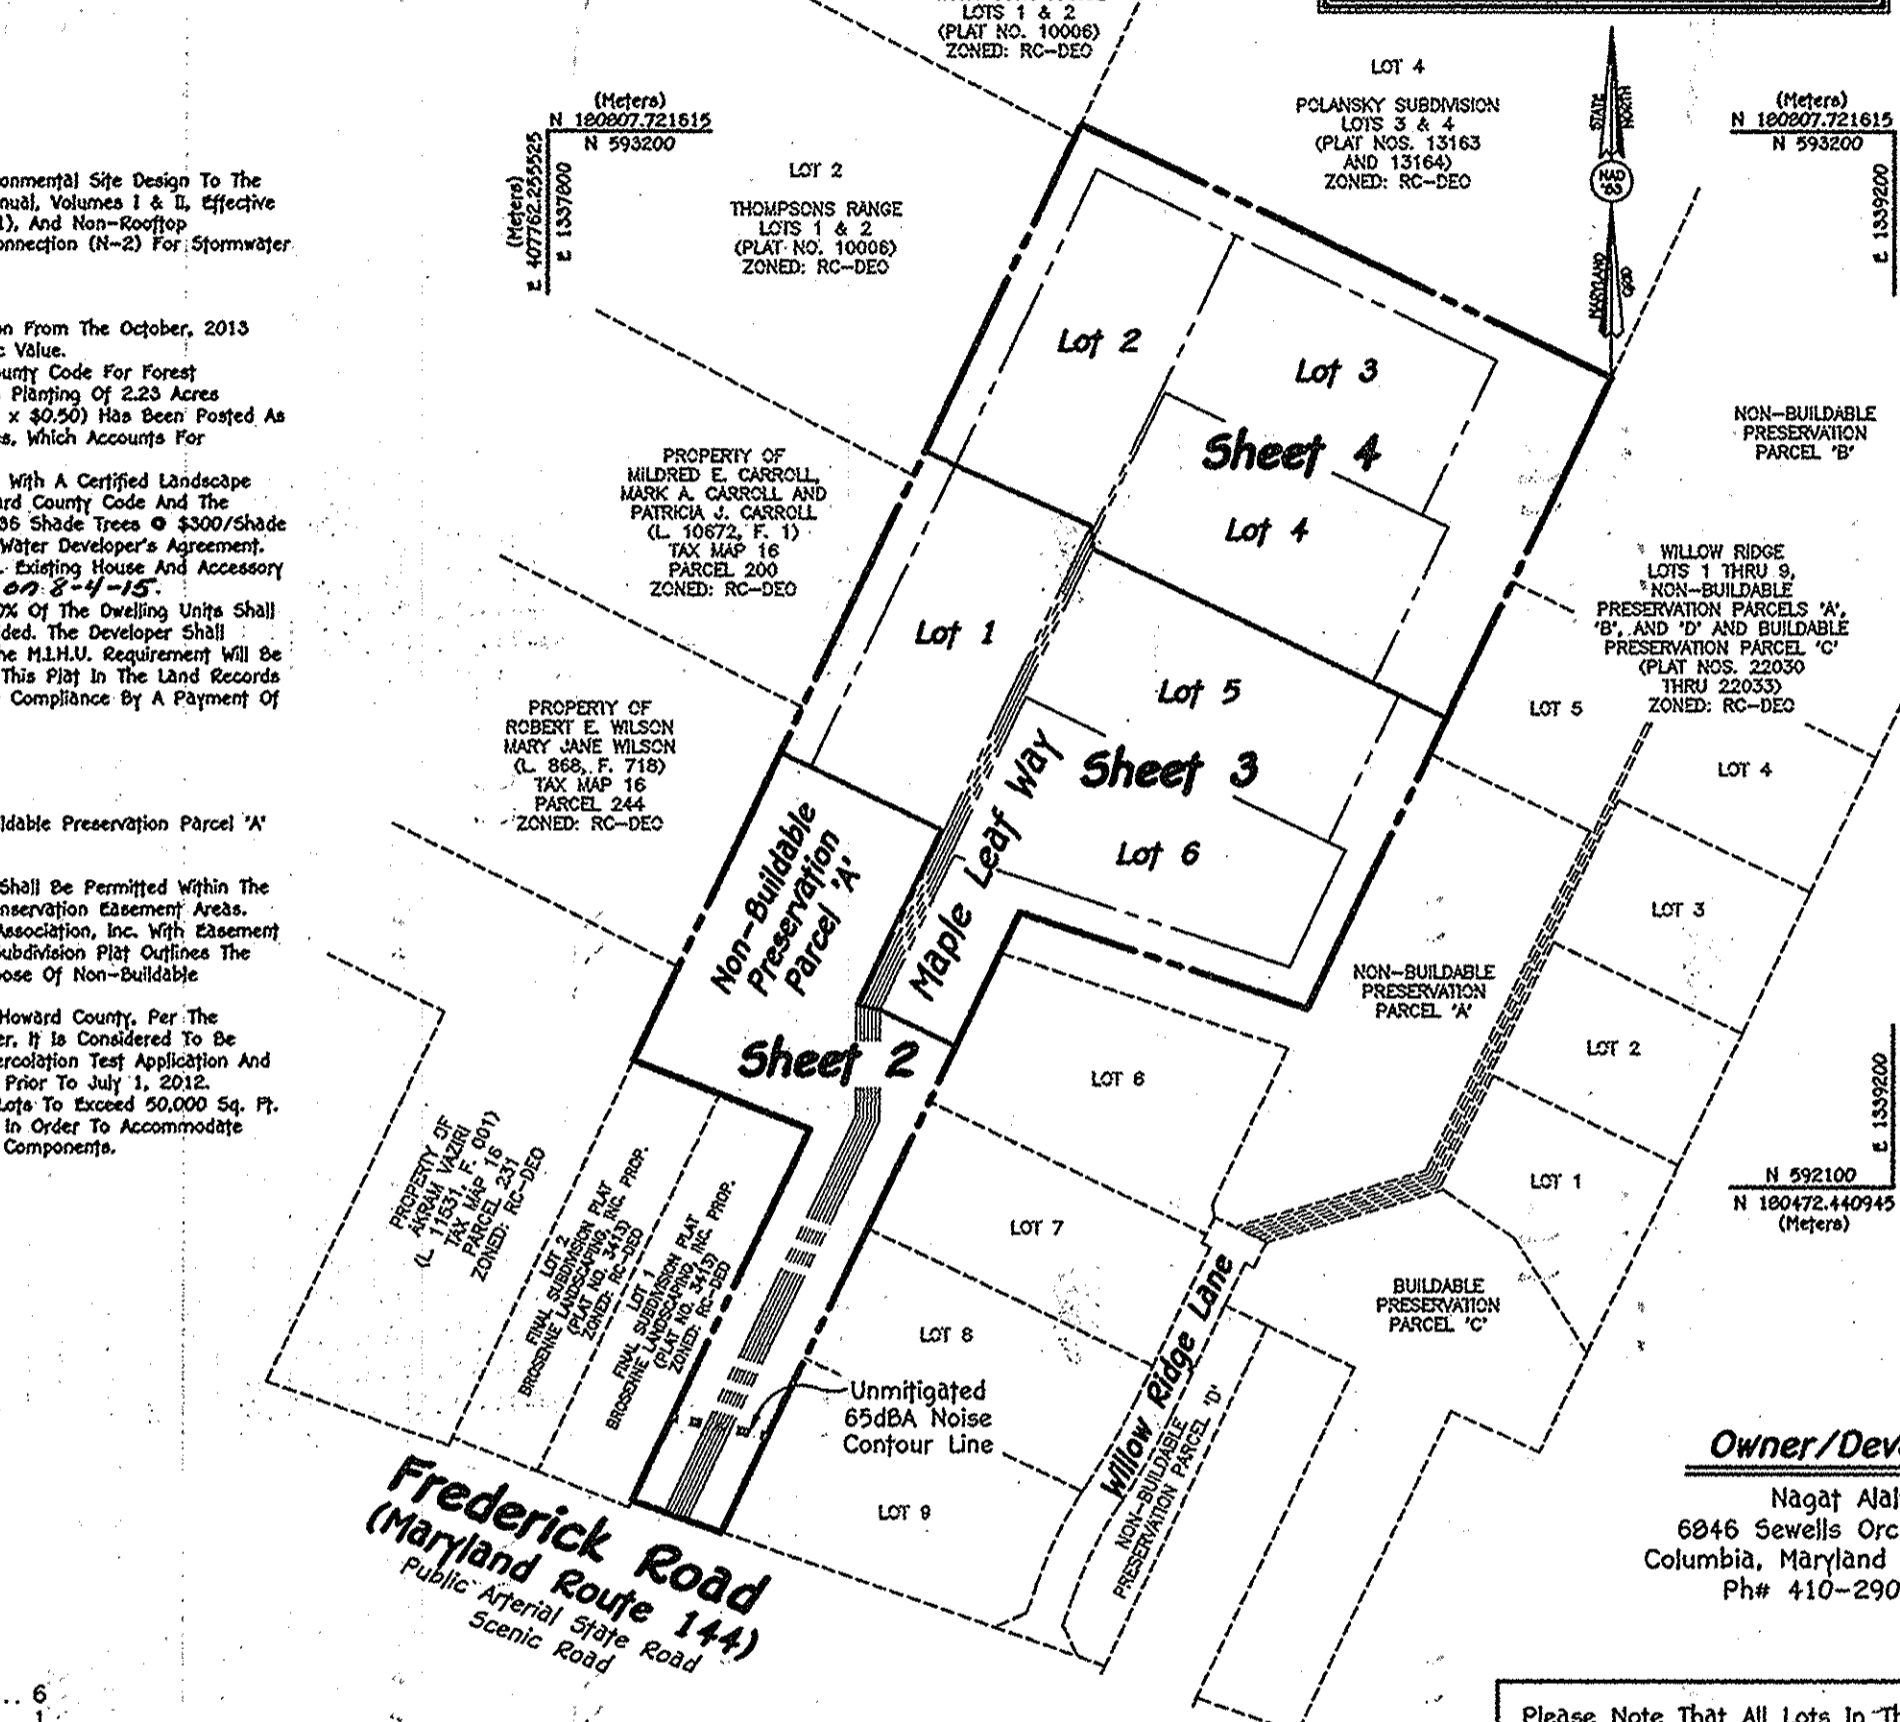 LOTS 1 & 2
(PLAT NO. 10006)
ZONED: RC-DEO
LOT 4
POLANSKY SUBDIVISION
LOTS 3 & 4
(PLAT NOS. 13163
AND 13164)
ZONED: RC-DEO
STATE
NORTH
NAD
'83
MARYLAND
GRID
(Meters)
N 180807.721615
N 593200
(Meters)
E 407762.255525
E 1337800
(Meters)
N 180807.721615
N 593200
E 1339200
LOT 2
THOMPSONS RANGE
LOTS 1 & 2
(PLAT NO. 10006)
ZONED: RC-DEO
onmental Site Design To The
nual, Volumes I & II, Effective
), And Non-Rooftop
onnection (N-2) For Stormwater
n From The October, 2013
c Value.
ounty Code For Forest
Planting Of 2.23 Acres
x $0.50) Has Been Posted As
s, Which Accounts For
With A Certified Landscape
ard County Code And The
36 Shade Trees @ $300/Shade
Water Developer's Agreement.
. Existing House And Accessory
on 8-4-15.
0% Of The Dwelling Units Shall
ded. The Developer Shall
he M.I.H.U. Requirement Will Be
This Plat In The Land Records
Compliance By A Payment Of
ildable Preservation Parcel 'A'
Shall Be Permitted Within The
nservation Easement Areas.
Association, Inc. With Easement
ubdivision Plat Outlines The
pose Of Non-Buildable
Howard County. Per The
er, It Is Considered To Be
ercolation Test Application And
Prior To July 1, 2012.
Lots To Exceed 50,000 Sq. Ft.
In Order To Accommodate
Components.
Lot 2
Lot 3
Sheet 4
Lot 4
Lot 1
Lot 5
Sheet 3
Lot 6
Maple Leaf Way
Non-Buildable
Preservation
Parcel 'A'
Sheet 2
PROPERTY OF
MILDRED E. CARROLL,
MARK A. CARROLL AND
PATRICIA J. CARROLL
(L. 10672, F. 1)
TAX MAP 16
PARCEL 200
ZONED: RC-DEO
PROPERTY OF
ROBERT E. WILSON
MARY JANE WILSON
(L. 868, F. 718)
TAX MAP 16
PARCEL 244
ZONED: RC-DEO
NON-BUILDABLE
PRESERVATION
PARCEL 'B'
WILLOW RIDGE
LOTS 1 THRU 9,
NON-BUILDABLE
PRESERVATION PARCELS 'A',
'B', AND 'D' AND BUILDABLE
PRESERVATION PARCEL 'C'
(PLAT NOS. 22030
THRU 22033)
ZONED: RC-DEO
LOT 5
LOT 4
LOT 3
LOT 2
LOT 1
NON-BUILDABLE
PRESERVATION
PARCEL 'A'
LOT 6
LOT 7
LOT 8
LOT 9
E 1339200
N 592100
N 180472.440945
(Meters)
BUILDABLE
PRESERVATION
PARCEL 'C'
Willow Ridge Lane
NON-BUILDABLE
PRESERVATION PARCEL 'D'
PROPERTY OF
AKRAM VAZIRI
(L. 11531, F. 001)
TAX MAP 16
PARCEL 231
ZONED: RC-DEO
LOT 2
FINAL SUBDIVISION PLAT
BROSENNE LANDSCAPING, INC. PROP.
(PLAT NO. 3413)
ZONED: RC-DEO
LOT 1
FINAL SUBDIVISION PLAT
BROSENNE LANDSCAPING, INC. PROP.
(PLAT NO. 3413)
ZONED: RC-DEO
Unmitigated
65dBA Noise
Contour Line
Frederick Road
(Maryland Route 144)
Public Arterial State Road
Scenic Road
Owner/Dev
Nagat Alal
6846 Sewells Orc
Columbia, Maryland
Ph# 410-290
.. 6
1
Please Note That All Lots In Th